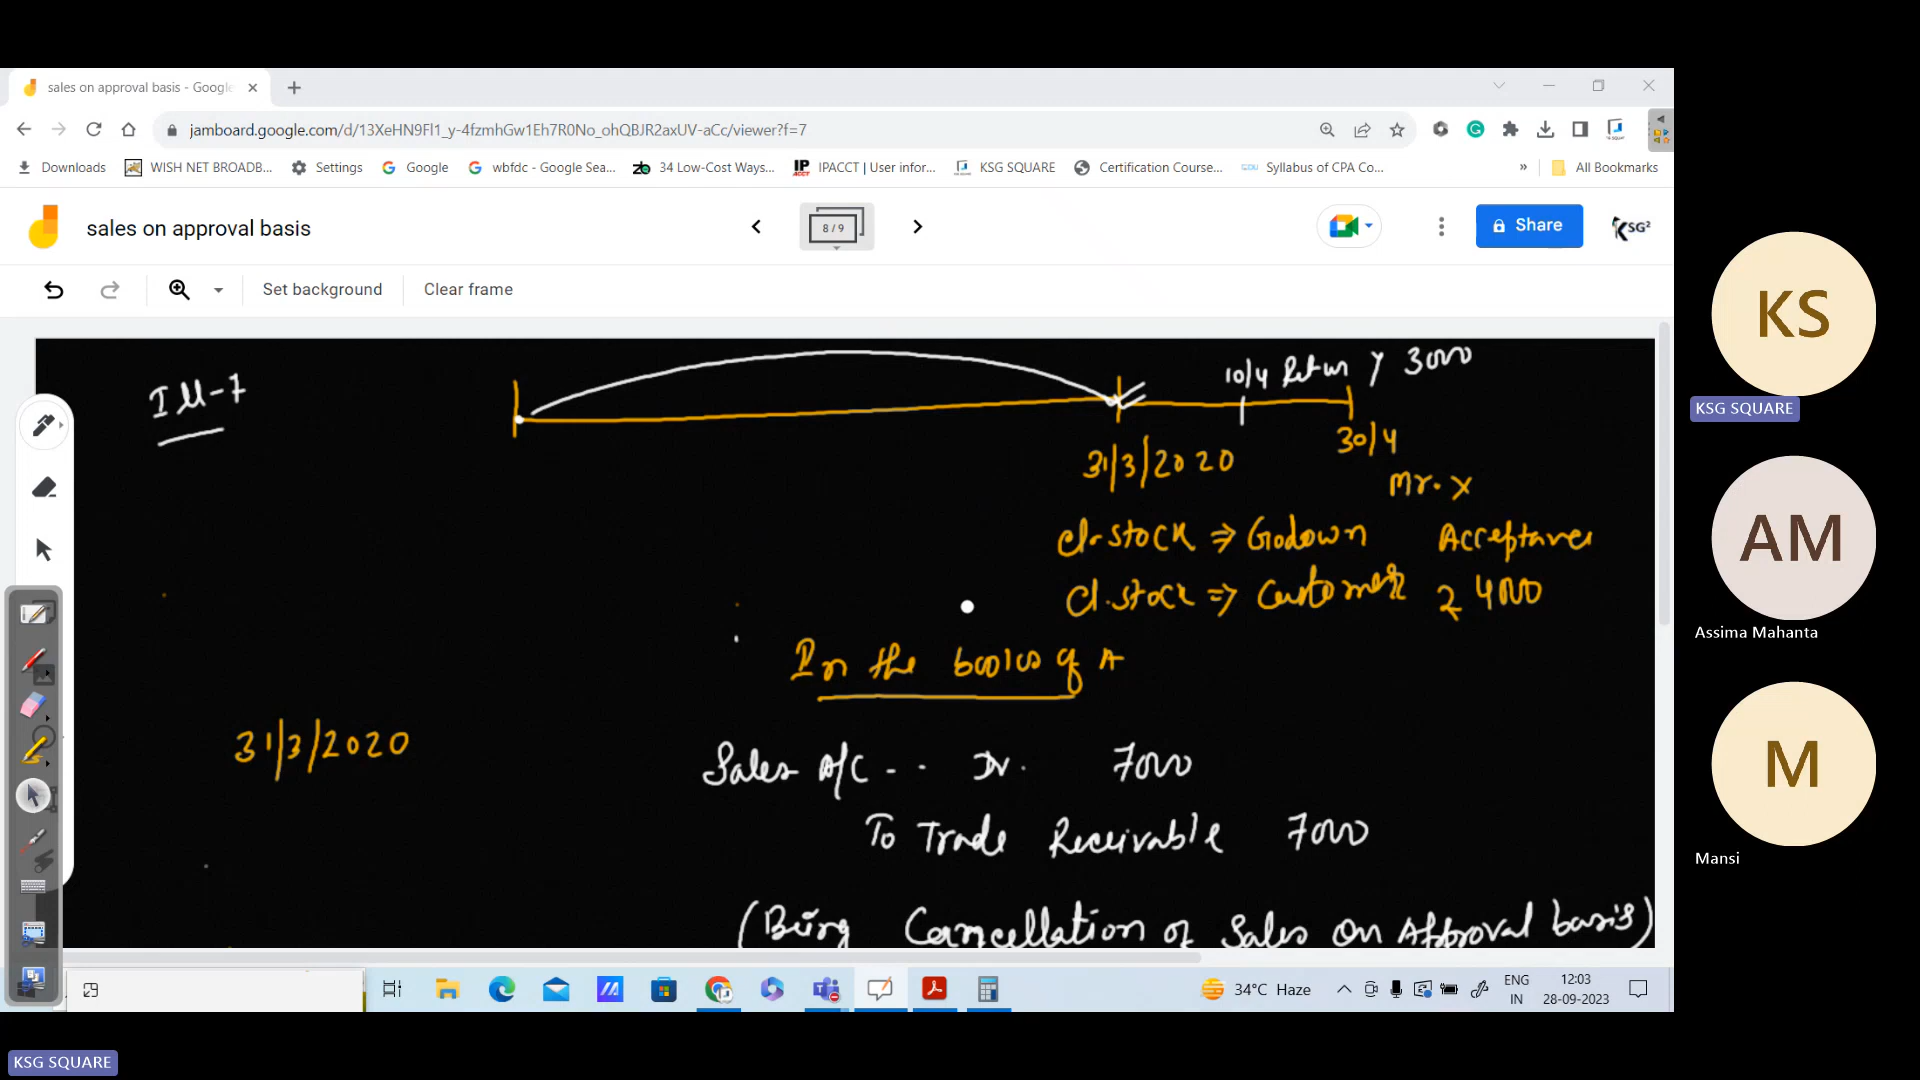 sales on approval basis - Google
jamboard.google.com/d/13XeHN9Fl1_y-4fzmhGw1Eh7R0No_ohQBJR2axUV-aCc/viewer?f=7
Downloads WISH NET BROADB... Settings Google wbfdc - Google Sea... 34 Low-Cost Ways... IPACCT | User infor... KSG SQUARE Certification Course... Syllabus of CPA Co... » All Bookmarks
sales on approval basis
8 / 9
Share
KSG²
Set background Clear frame
Ill-7
10/4 Return Y 3000
31/3/2020
30/4
Mr. X
cl. stock ⇒ Godown Acceptance
cl. stock ⇒ Customer 4000
In the books of A
31/3/2020
Sales A/C - - Dr. 7000
To Trade Receivable 7000
(Being Cancellation of Sales on Approval basis)
KS
KSG SQUARE
AM
Assima Mahanta
M
Mansi
34°C Haze
ENG
IN
12:03
28-09-2023
KSG SQUARE